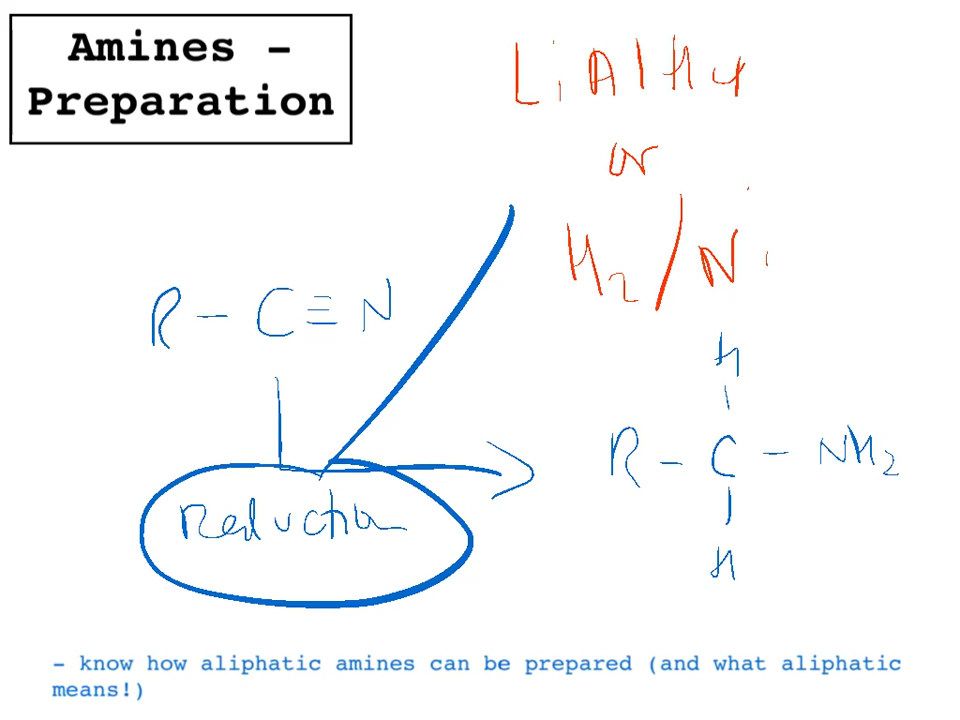 Amines –
Preparation
LiAlH4
or
H2/Ni
R – C ≡ N
H
R – C – NH2
H
Reduction
– know how aliphatic amines can be prepared (and what aliphatic
means!)